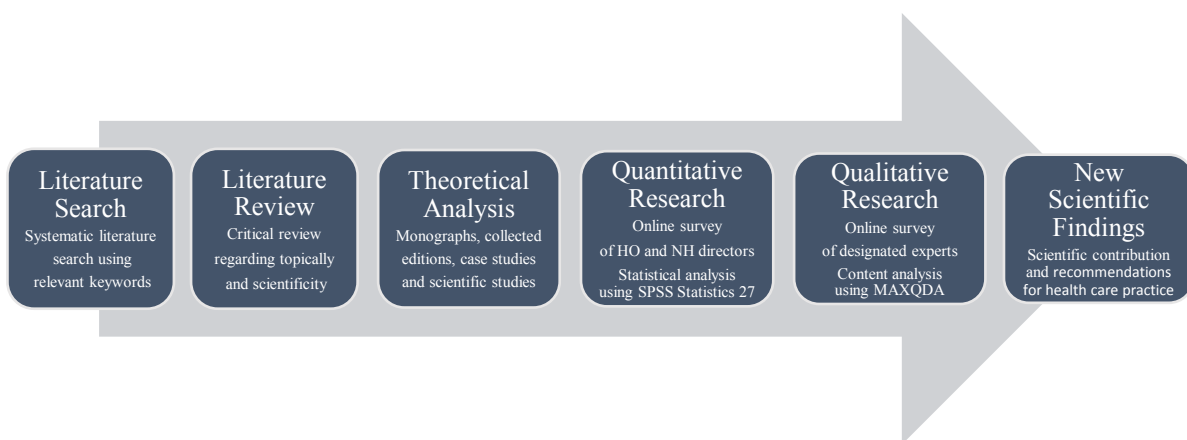 Literature
Search
Systematic literature
search using
relevant keywords
Literature
Review
Critical review
regarding topically
and scientificity
Theoretical
Analysis
Monographs, collected
editions, case studies
and scientific studies
Quantitative
Research
Online survey
of HO and NH directors
Statistical analysis
using SPSS Statistics 27
Qualitative
Research
Online survey
of designated experts
Content analysis
using MAXQDA
New
Scientific
Findings
Scientific contribution
and recommendations
for health care practice